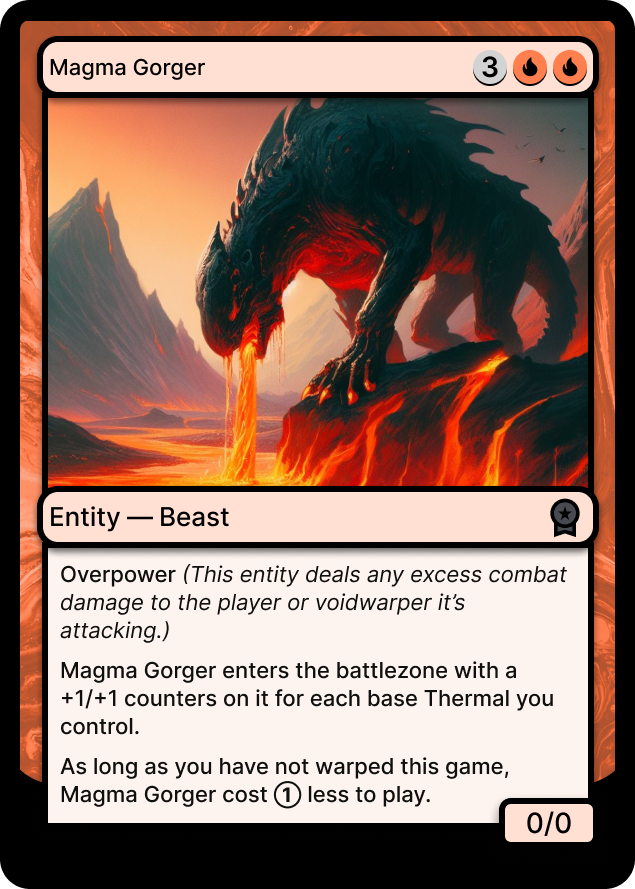 Magma Gorger 3
Entity — Beast
Overpower (This entity deals any excess combat
damage to the player or voidwarper it’s
attacking.)
Magma Gorger enters the battlezone with a
+1/+1 counters on it for each base Thermal you
control.
As long as you have not warped this game,
Magma Gorger cost 1 less to play.
0/0